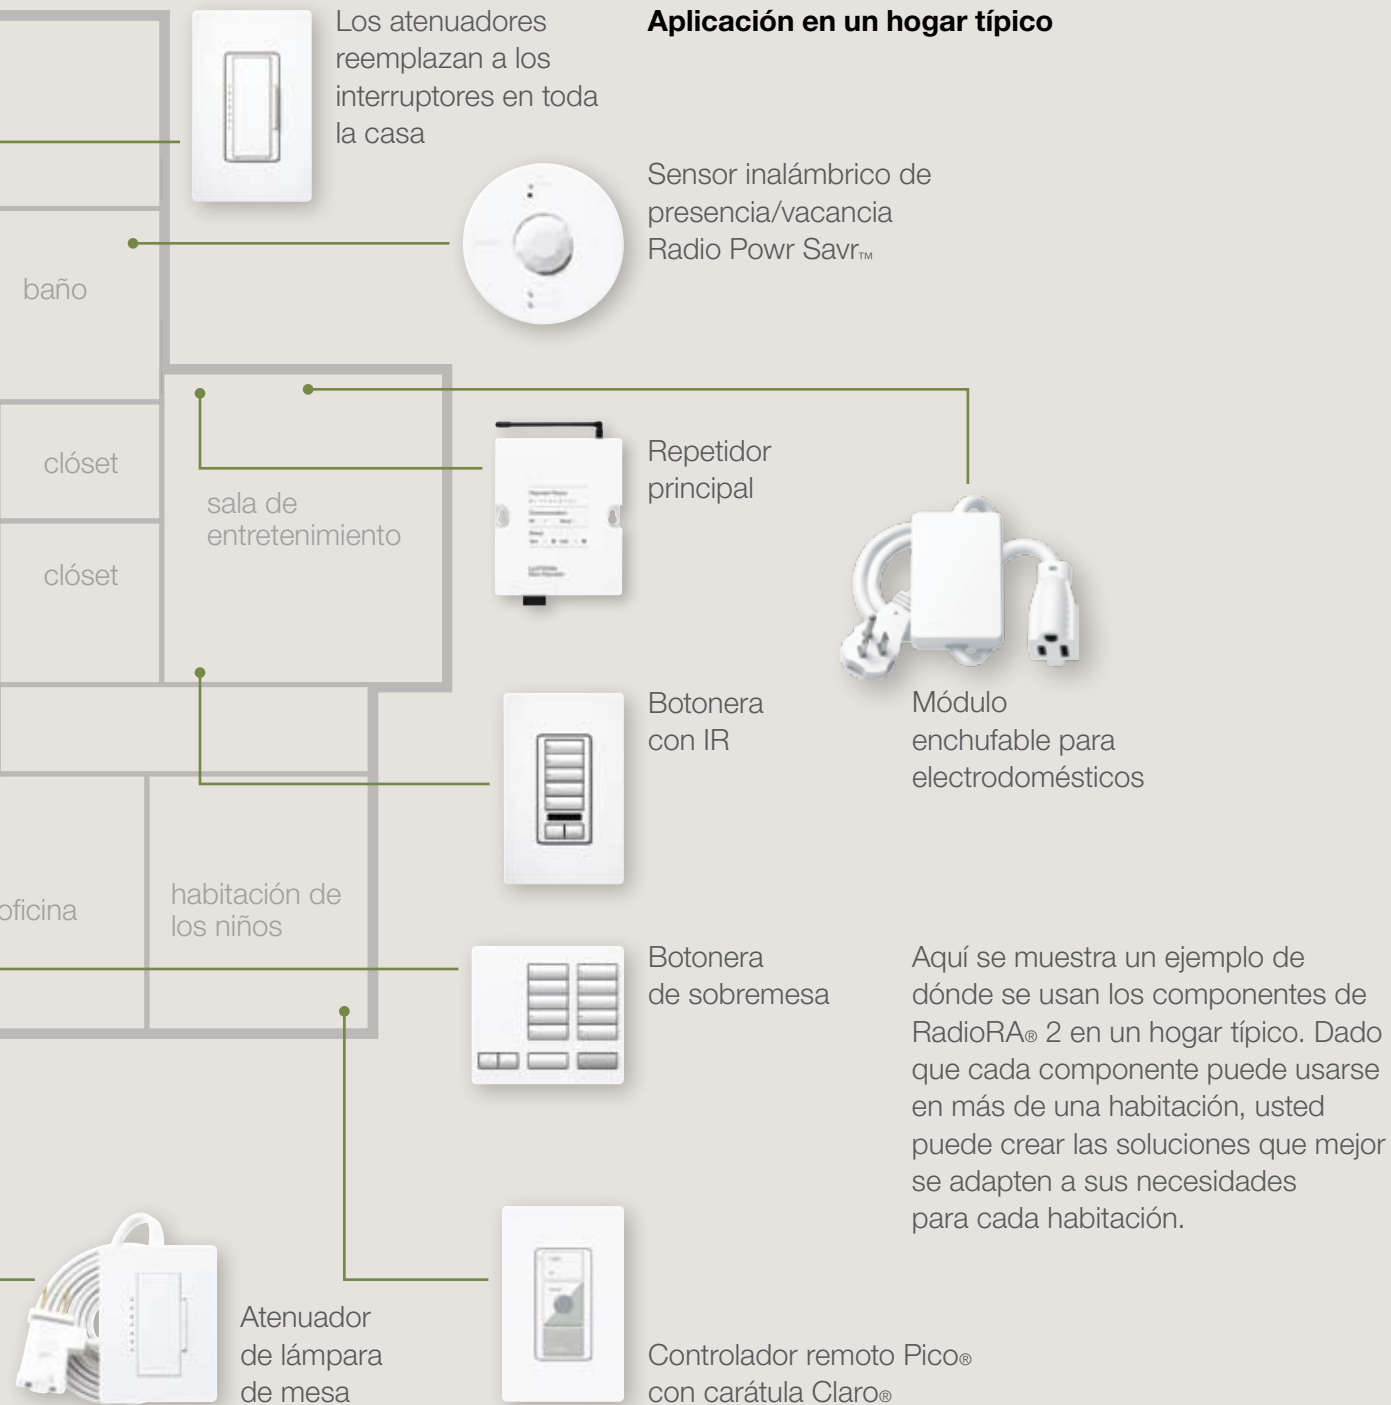 Los atenuadores
reemplazan a los
interruptores en toda
la casa
Aplicación en un hogar típico
Sensor inalámbrico de
presencia/vacancia
Radio Powr Savr™
baño
clóset
clóset
sala de
entretenimiento
Repetidor
principal
Botonera
con IR
Módulo
enchufable para
electrodomésticos
oficina
habitación de
los niños
Botonera
de sobremesa
Aquí se muestra un ejemplo de
dónde se usan los componentes de
RadioRA® 2 en un hogar típico. Dado
que cada componente puede usarse
en más de una habitación, usted
puede crear las soluciones que mejor
se adapten a sus necesidades
para cada habitación.
Atenuador
de lámpara
de mesa
Controlador remoto Pico®
con carátula Claro®